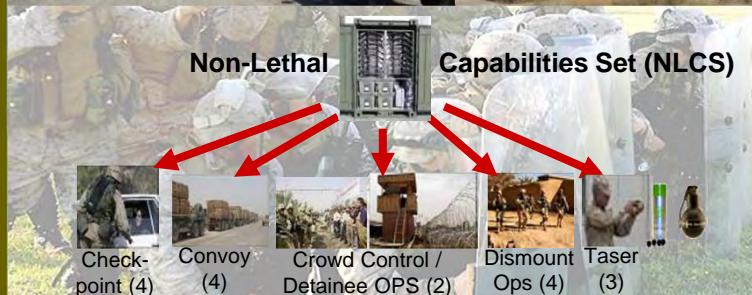 Non-Lethal Capabilities Set (NLCS)
Check-
point (4)
Convoy
(4)
Crowd Control /
Detainee OPS (2)
Dismount
Ops (4)
Taser
(3)